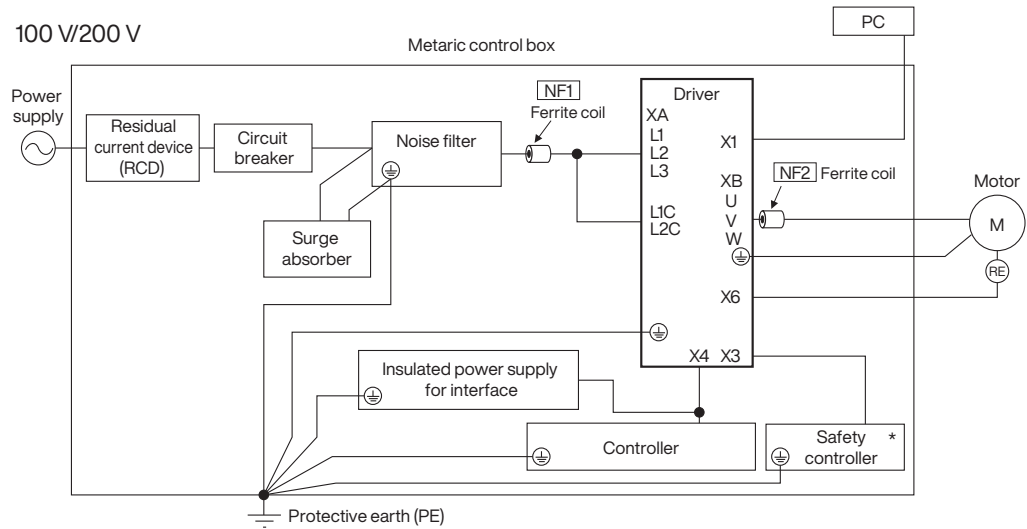 100 V/200 V
PC
Metaric control box
Power
supply
Residual
current device
(RCD)
Circuit
breaker
Noise filter
Surge
absorber
NF1
Ferrite coil
Driver
XA
L1
L2
L3
L1C
L2C
X1
XB
U
V
W
X6
X4 X3
NF2 Ferrite coil
Motor
M
RE
Insulated power supply
for interface
Controller
Safety *
controller
Protective earth (PE)